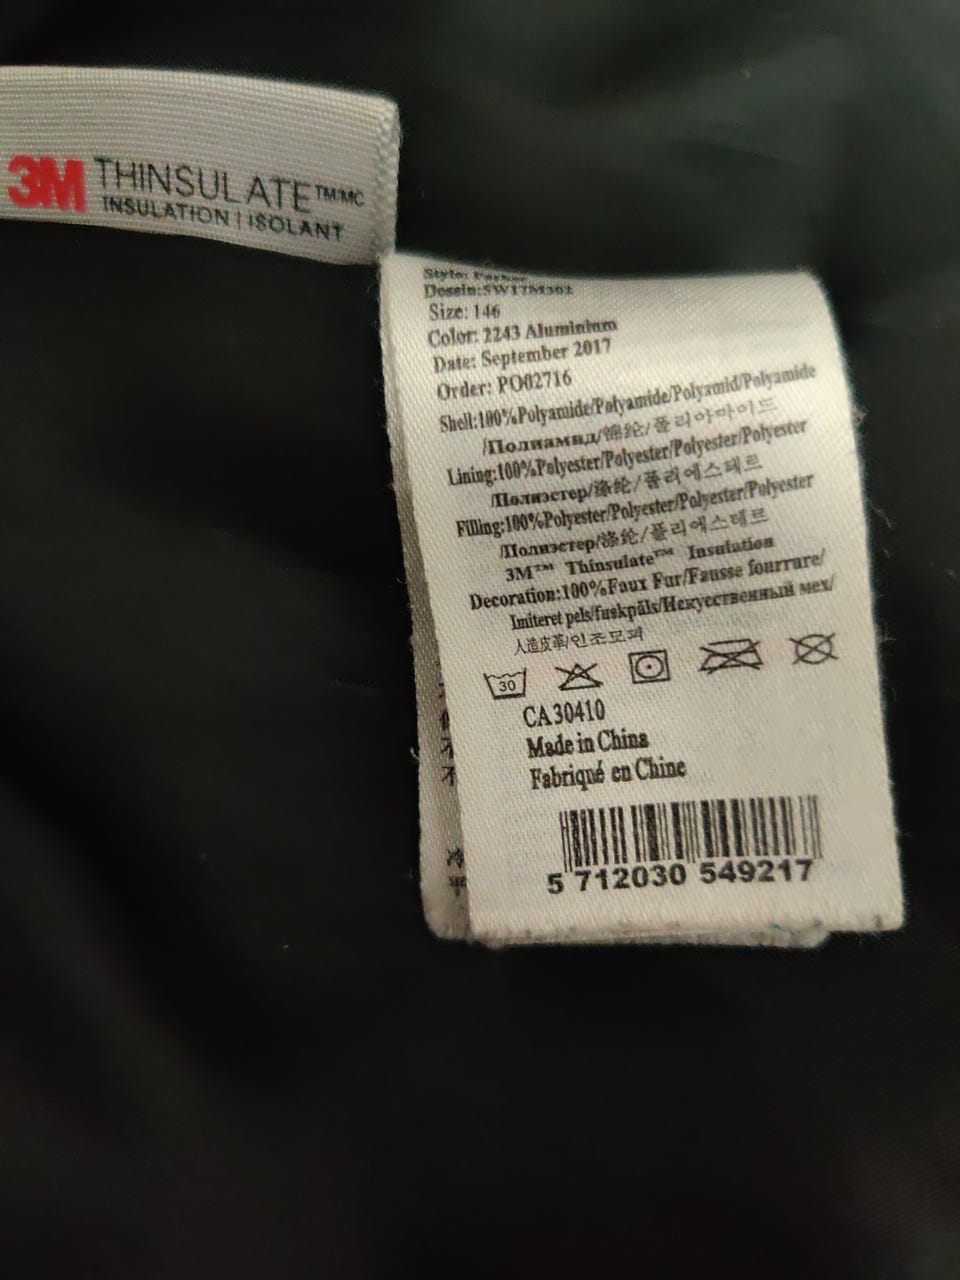 3M THINSULATE™/MC
INSULATION | ISOLANT
Style:
Dessin:SW17M302
Size: 146
Color: 2243 Aluminium
Date: September 2017
Order: PO02716
Shell:100%Polyamide/Polyamide/Polyamid/Polyamide
/Полиамид/锦纶/폴리아마이드
Lining:100%Polyester/Polyester/Polyester/Polyester
/Полиэстер/涤纶/폴리에스테르
Filling:100%Polyester/Polyester/Polyester/Polyester
/Полиэстер/涤纶/폴리에스테르
3M™ Thinsulate™ Insulation
Decoration:100%Faux Fur/Fausse fourrure/
Imiteret pels/fuskpäls/Искусственный мех/
人造皮革/인조모피
30
CA30410
Made in China
Fabriqué en Chine
5 712030 549217